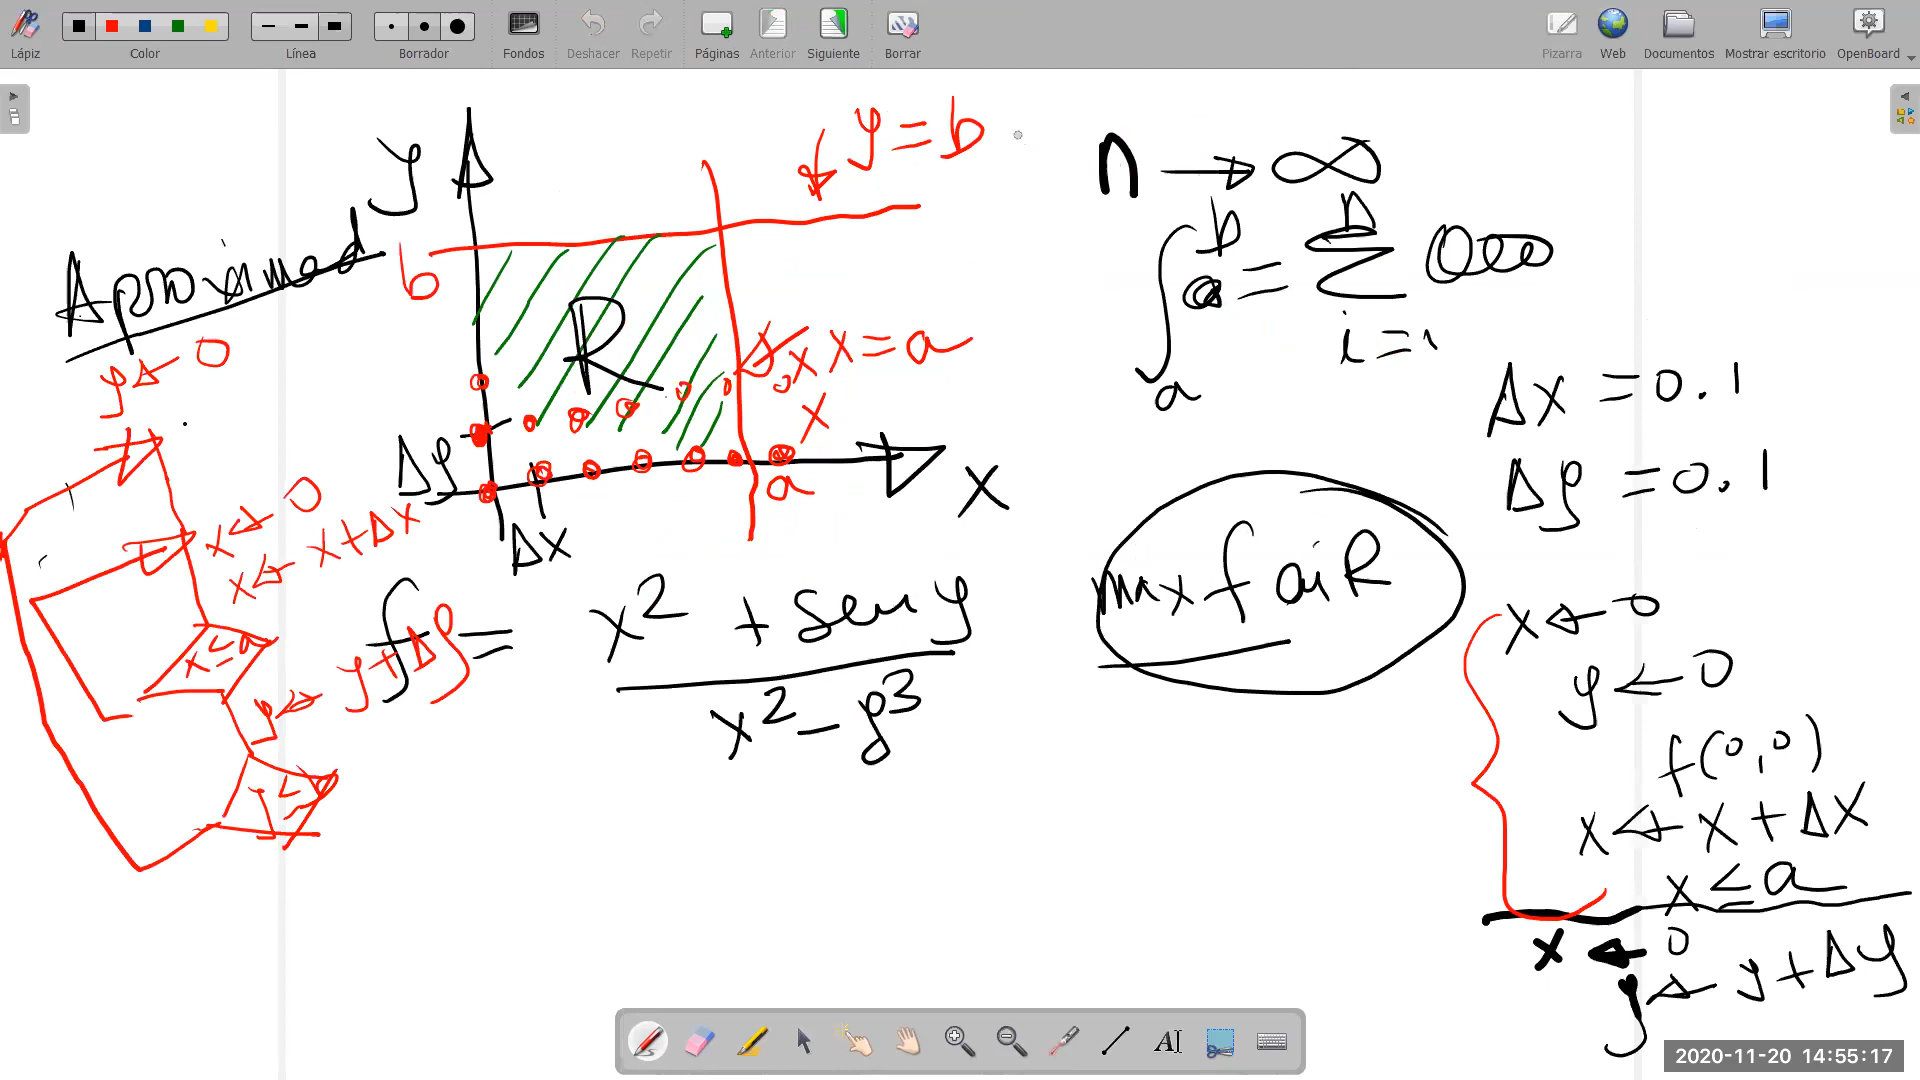 Lápiz
Color
Línea
Borrador
Fondos
Deshacer
Repetir
Páginas
Anterior
Siguiente
Borrar
Pizarra
Web
Documentos
Mostrar escritorio
OpenBoard
y
y = b
b
R
x = a
x
a
Δy
Δx
X
y ← 0
x ← 0
x ← x + Δx
x ≤ a
y ← y + Δy
f =
x² + sen y
x² - y³
n → ∞
b
a
=
n
Σ
i = 1
Δx = 0.1
Δy = 0.1
max f
R
x ← 0
y ← 0
f(0,0)
x ← x + Δx
x ≤ a
x ← 0
y ← y + Δy
2020-11-20 14:55:17